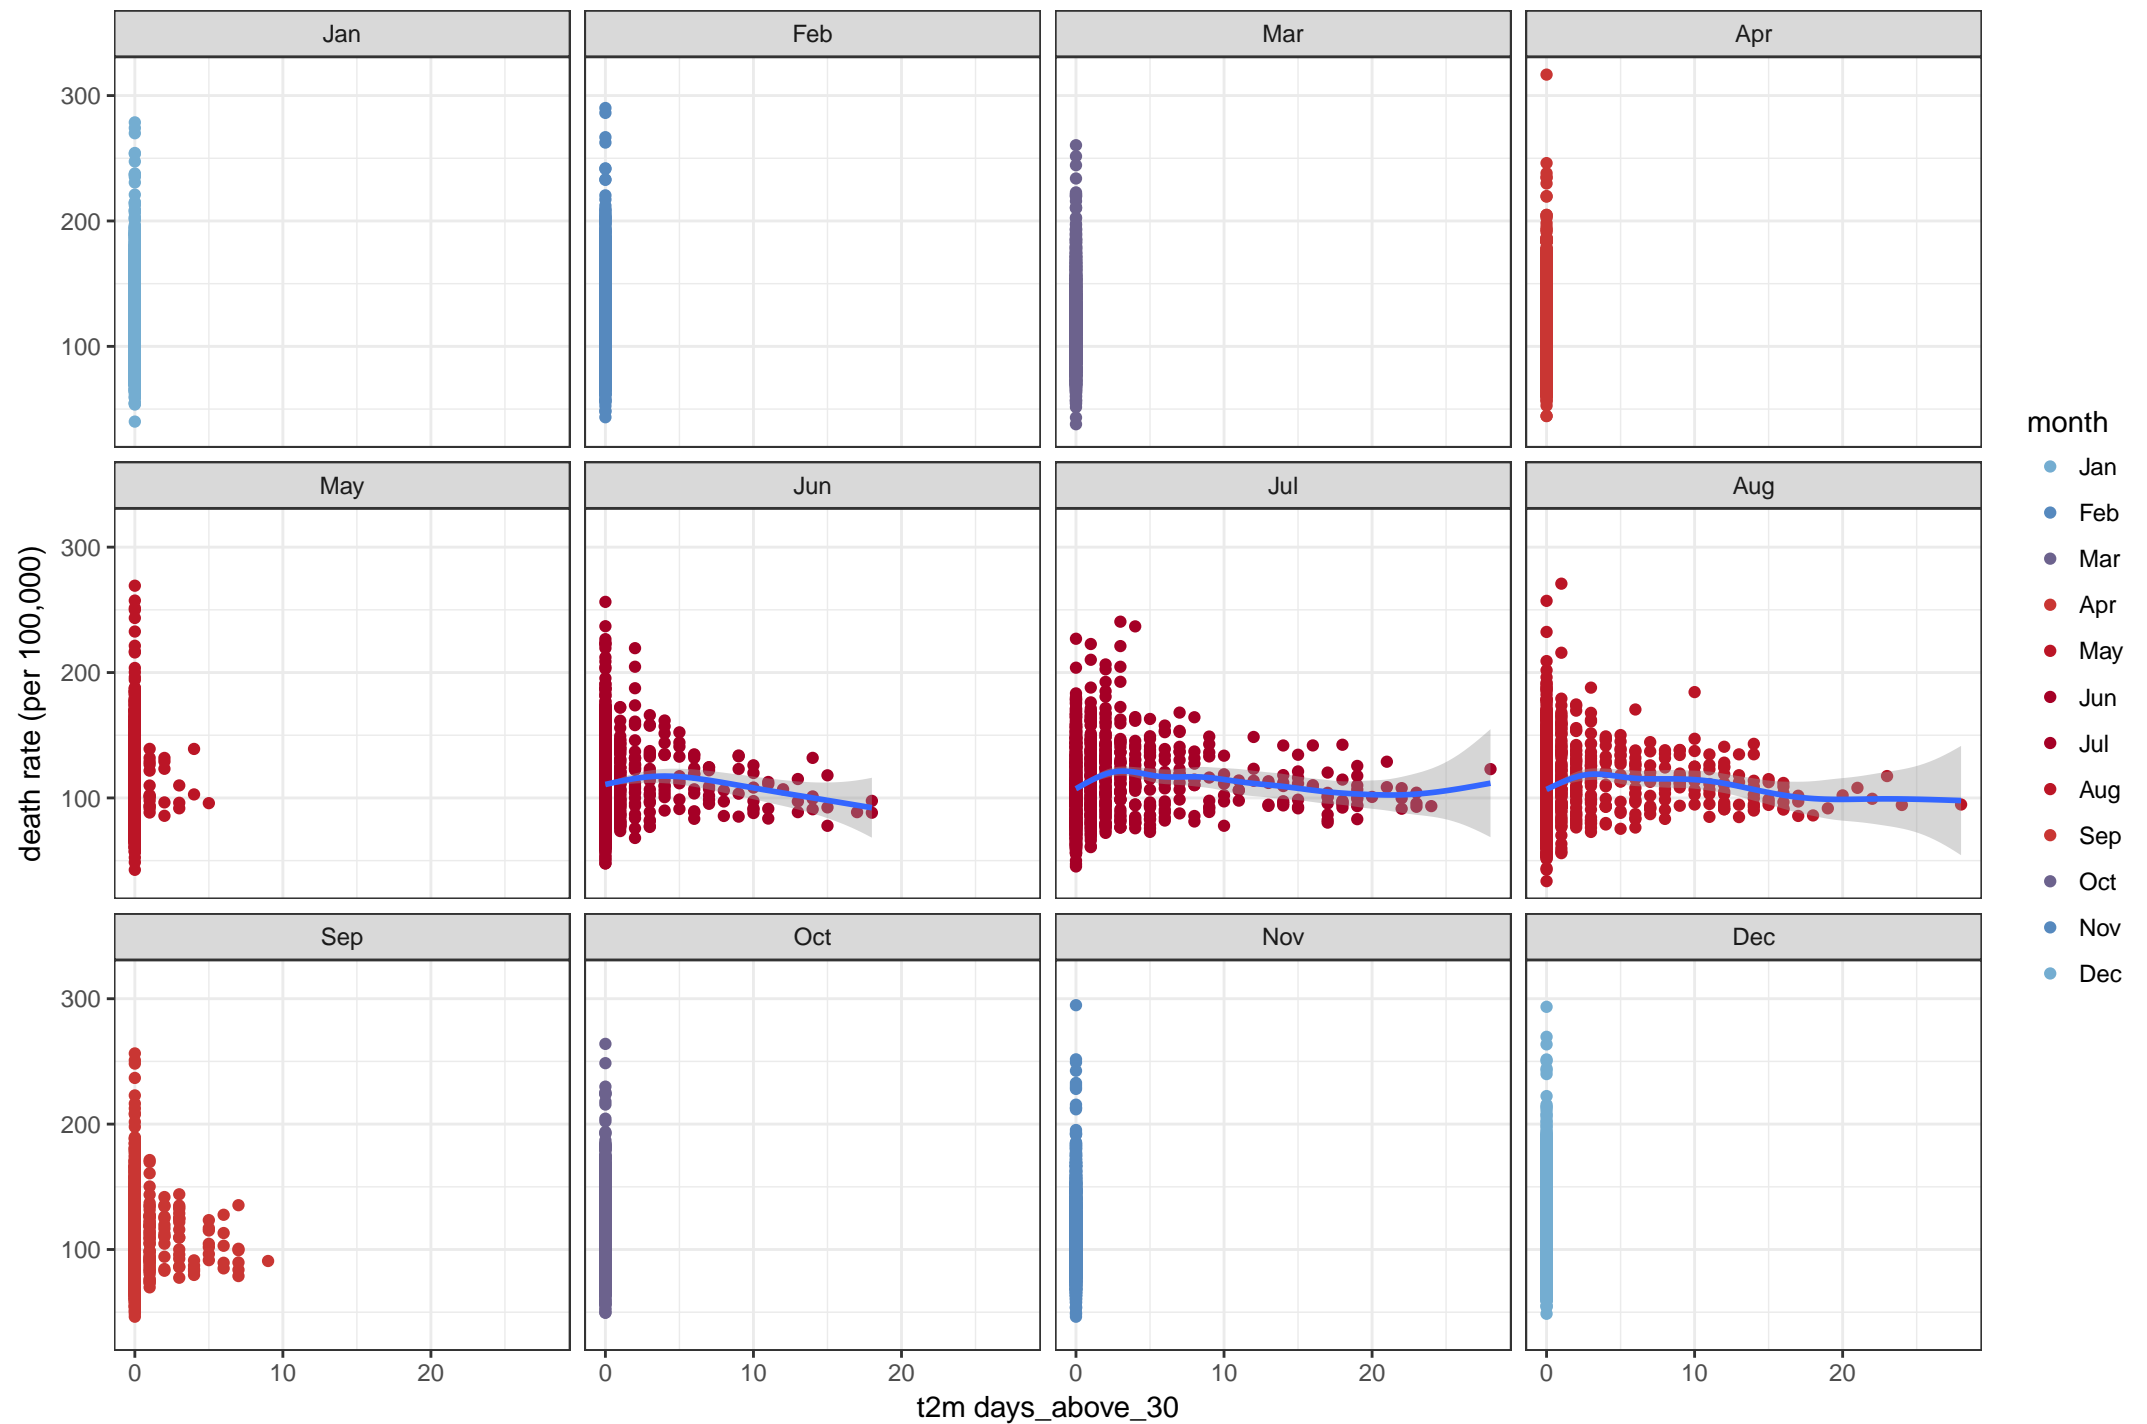 Jan Feb Mar Apr
300
200
100
May Jun Jul Aug
300
200
100
Sep Oct Nov Dec
300
200
100
0 10 20 0 10 20 0 10 20 0 10 20
t2m days_above_30
death rate (per 100,000)
month
Jan
Feb
Mar
Apr
May
Jun
Jul
Aug
Sep
Oct
Nov
Dec